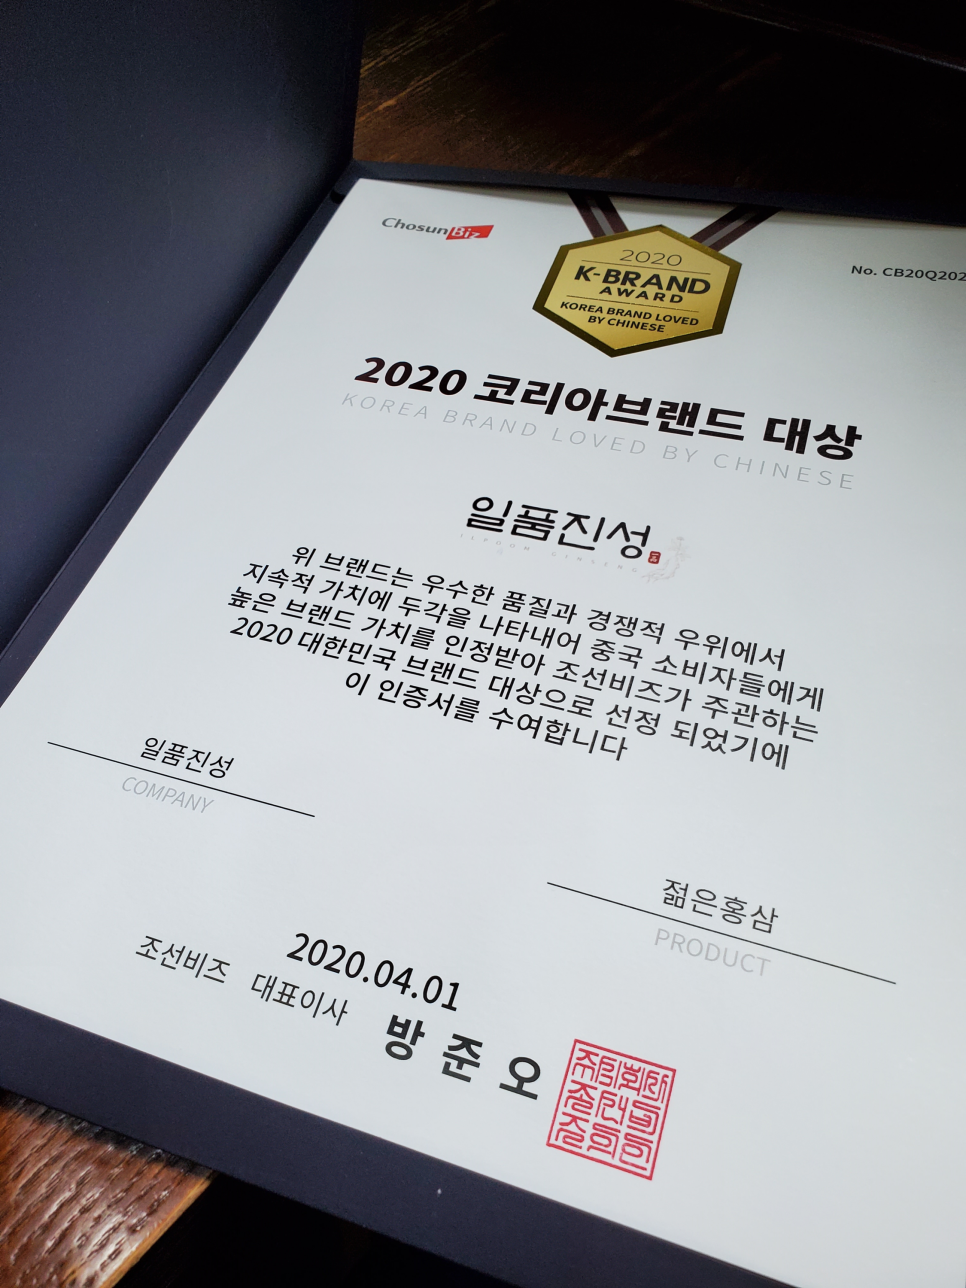 ChosunBiz
No. CB20Q202
2020
K-BRAND
AWARD
KOREA BRAND LOVED
BY CHINESE
2020 코리아브랜드 대상
KOREA BRAND LOVED BY CHINESE
일품진성
ILPOOM GINSENG
위 브랜드는 우수한 품질과 경쟁적 우위에서
지속적 가치에 두각을 나타내어 중국 소비자들에게
높은 브랜드 가치를 인정받아 조선비즈가 주관하는
2020 대한민국 브랜드 대상으로 선정 되었기에
이 인증서를 수여합니다
일품진성
COMPANY
젊은홍삼
PRODUCT
2020.04.01
조선비즈 대표이사 방준오